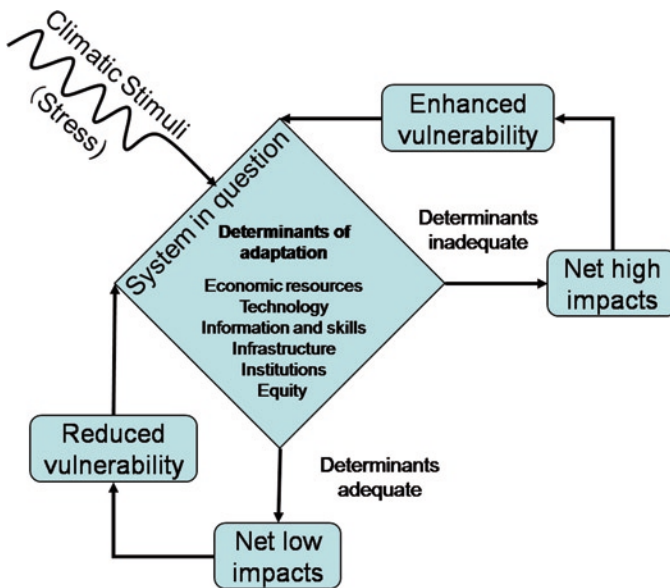 Climatic Stimuli
(Stress)
System in question
Enhanced
vulnerability
Determinants of
adaptation
Economic resources
Technology
Information and skills
Infrastructure
Institutions
Equity
Determinants
inadequate
Net high
impacts
Reduced
vulnerability
Determinants
adequate
Net low
impacts